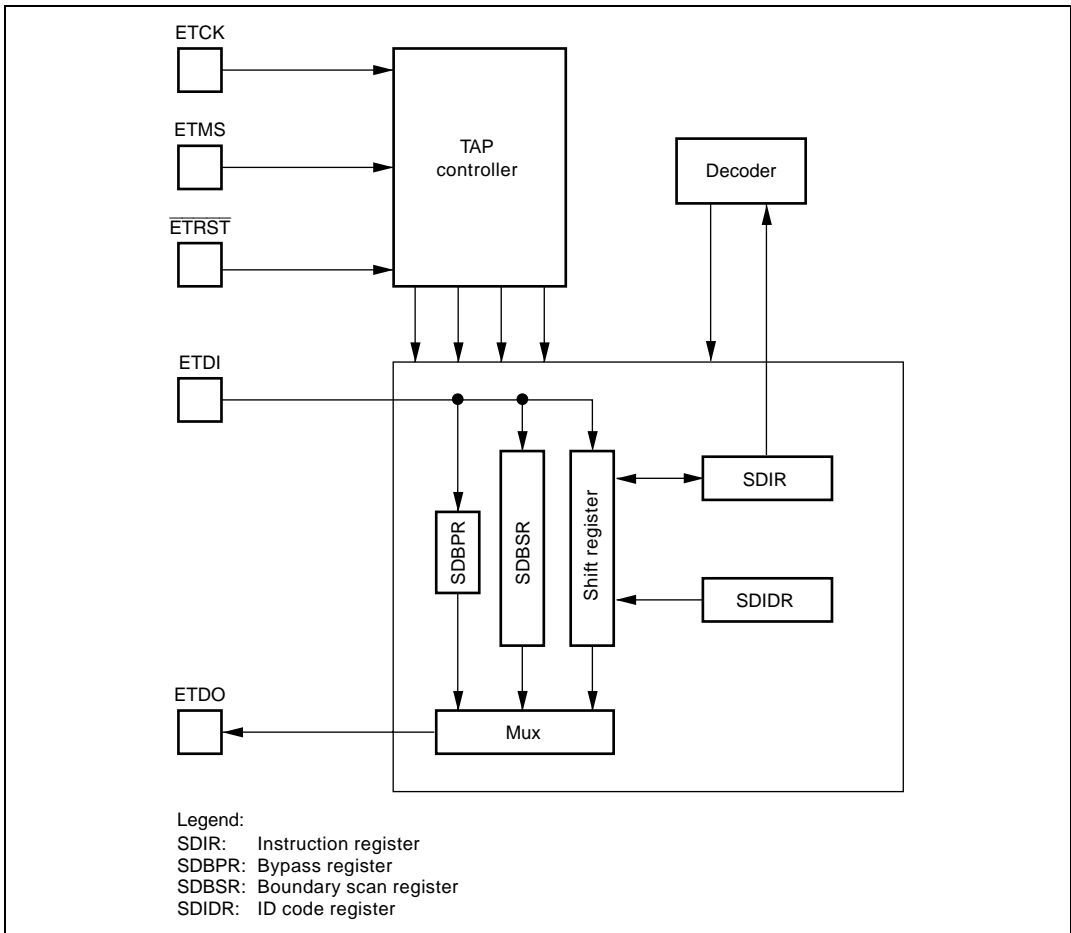 ETCK
ETMS
TAP
controller
Decoder
ETRST
ETDI
SDBPR
SDBSR
Shift register
SDIR
SDIDR
ETDO
Mux
Legend:
SDIR: Instruction register
SDBPR: Bypass register
SDBSR: Boundary scan register
SDIDR: ID code register